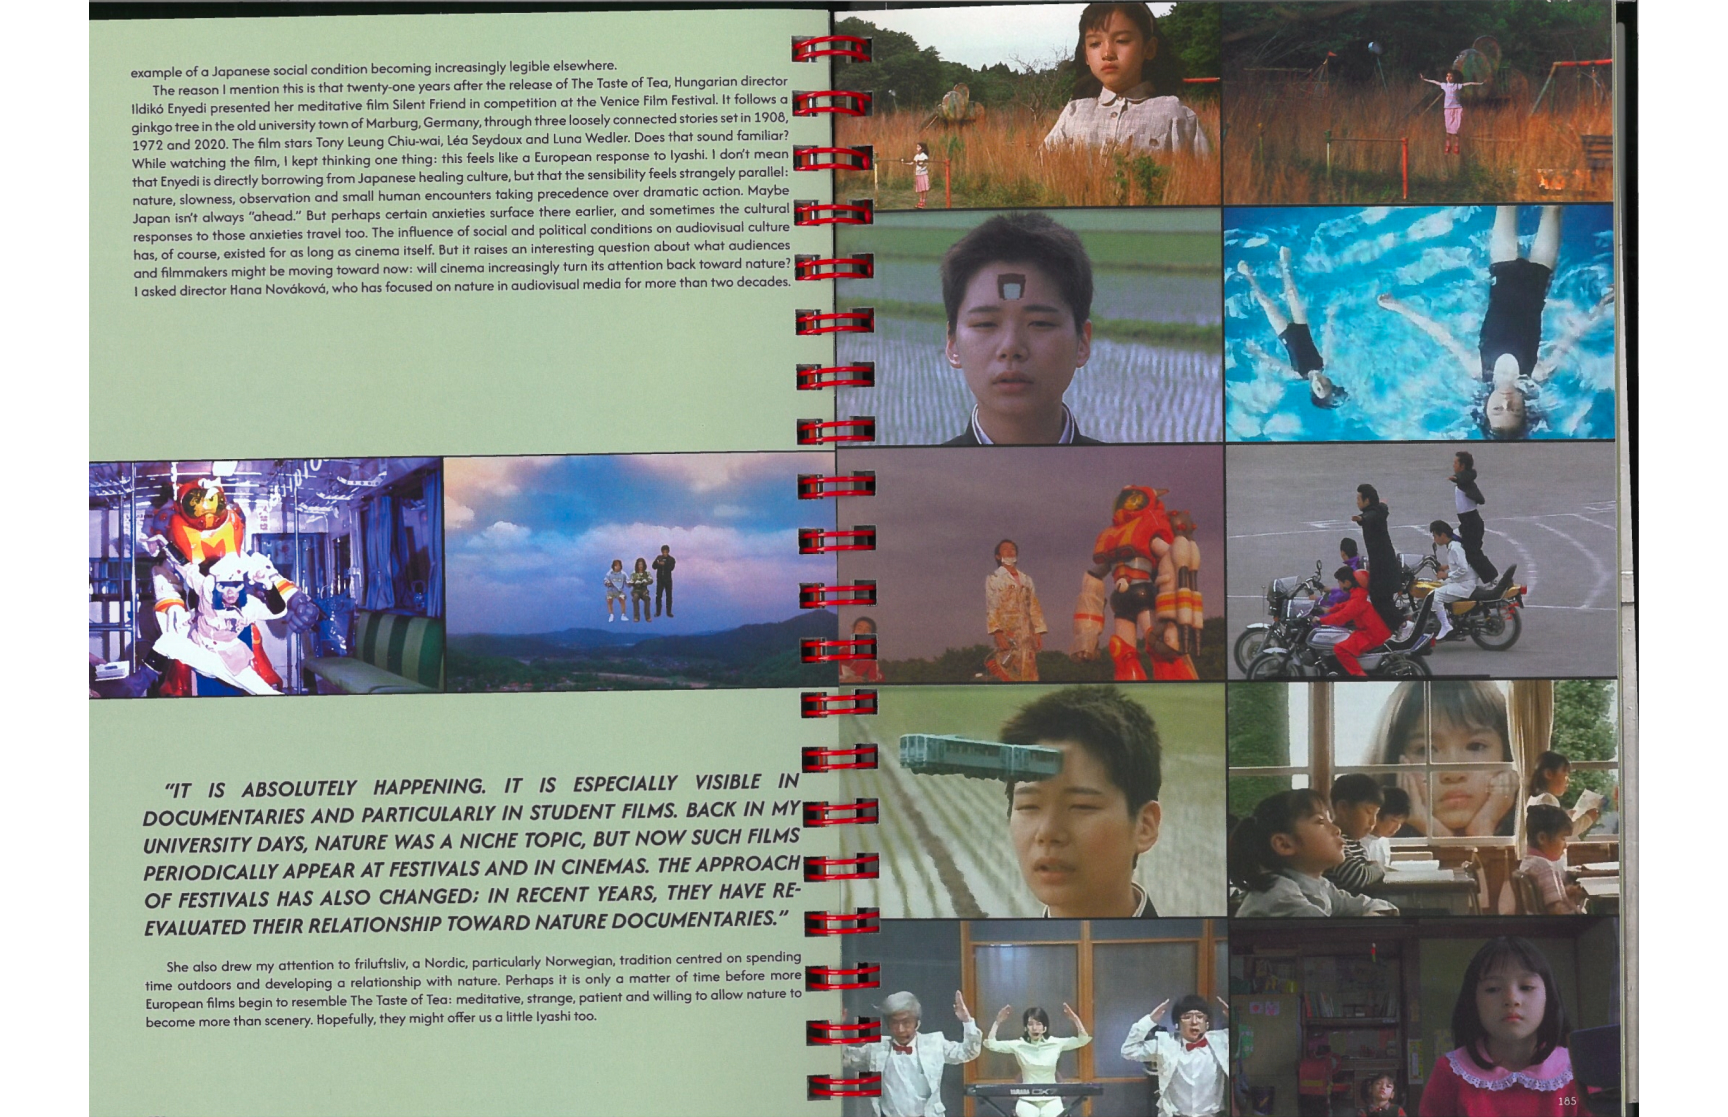 example of a Japanese social condition becoming increasingly legible elsewhere.
The reason I mention this is that twenty-one years after the release of The Taste of Tea, Hungarian director
Ildikó Enyedi presented her meditative film Silent Friend in competition at the Venice Film Festival. It follows a
ginkgo tree in the old university town of Marburg, Germany, through three loosely connected stories set in 1908,
1972 and 2020. The film stars Tony Leung Chiu-wai, Léa Seydoux and Luna Wedler. Does that sound familiar?
While watching the film, I kept thinking one thing: this feels like a European response to Iyashi. I don't mean
that Enyedi is directly borrowing from Japanese healing culture, but that the sensibility feels strangely parallel:
nature, slowness, observation and small human encounters taking precedence over dramatic action. Maybe
Japan isn't always "ahead." But perhaps certain anxieties surface there earlier, and sometimes the cultural
responses to those anxieties travel too. The influence of social and political conditions on audiovisual culture
has, of course, existed for as long as cinema itself. But it raises an interesting question about what audiences
and filmmakers might be moving toward now: will cinema increasingly turn its attention back toward nature?
I asked director Hana Nováková, who has focused on nature in audiovisual media for more than two decades.
M
"IT IS ABSOLUTELY HAPPENING. IT IS ESPECIALLY VISIBLE IN
DOCUMENTARIES AND PARTICULARLY IN STUDENT FILMS. BACK IN MY
UNIVERSITY DAYS, NATURE WAS A NICHE TOPIC, BUT NOW SUCH FILMS
PERIODICALLY APPEAR AT FESTIVALS AND IN CINEMAS. THE APPROACH
OF FESTIVALS HAS ALSO CHANGED; IN RECENT YEARS, THEY HAVE RE-
EVALUATED THEIR RELATIONSHIP TOWARD NATURE DOCUMENTARIES."
She also drew my attention to friluftsliv, a Nordic, particularly Norwegian, tradition centred on spending
time outdoors and developing a relationship with nature. Perhaps it is only a matter of time before more
European films begin to resemble The Taste of Tea: meditative, strange, patient and willing to allow nature to
become more than scenery. Hopefully, they might offer us a little Iyashi too.
YAMAHA
185